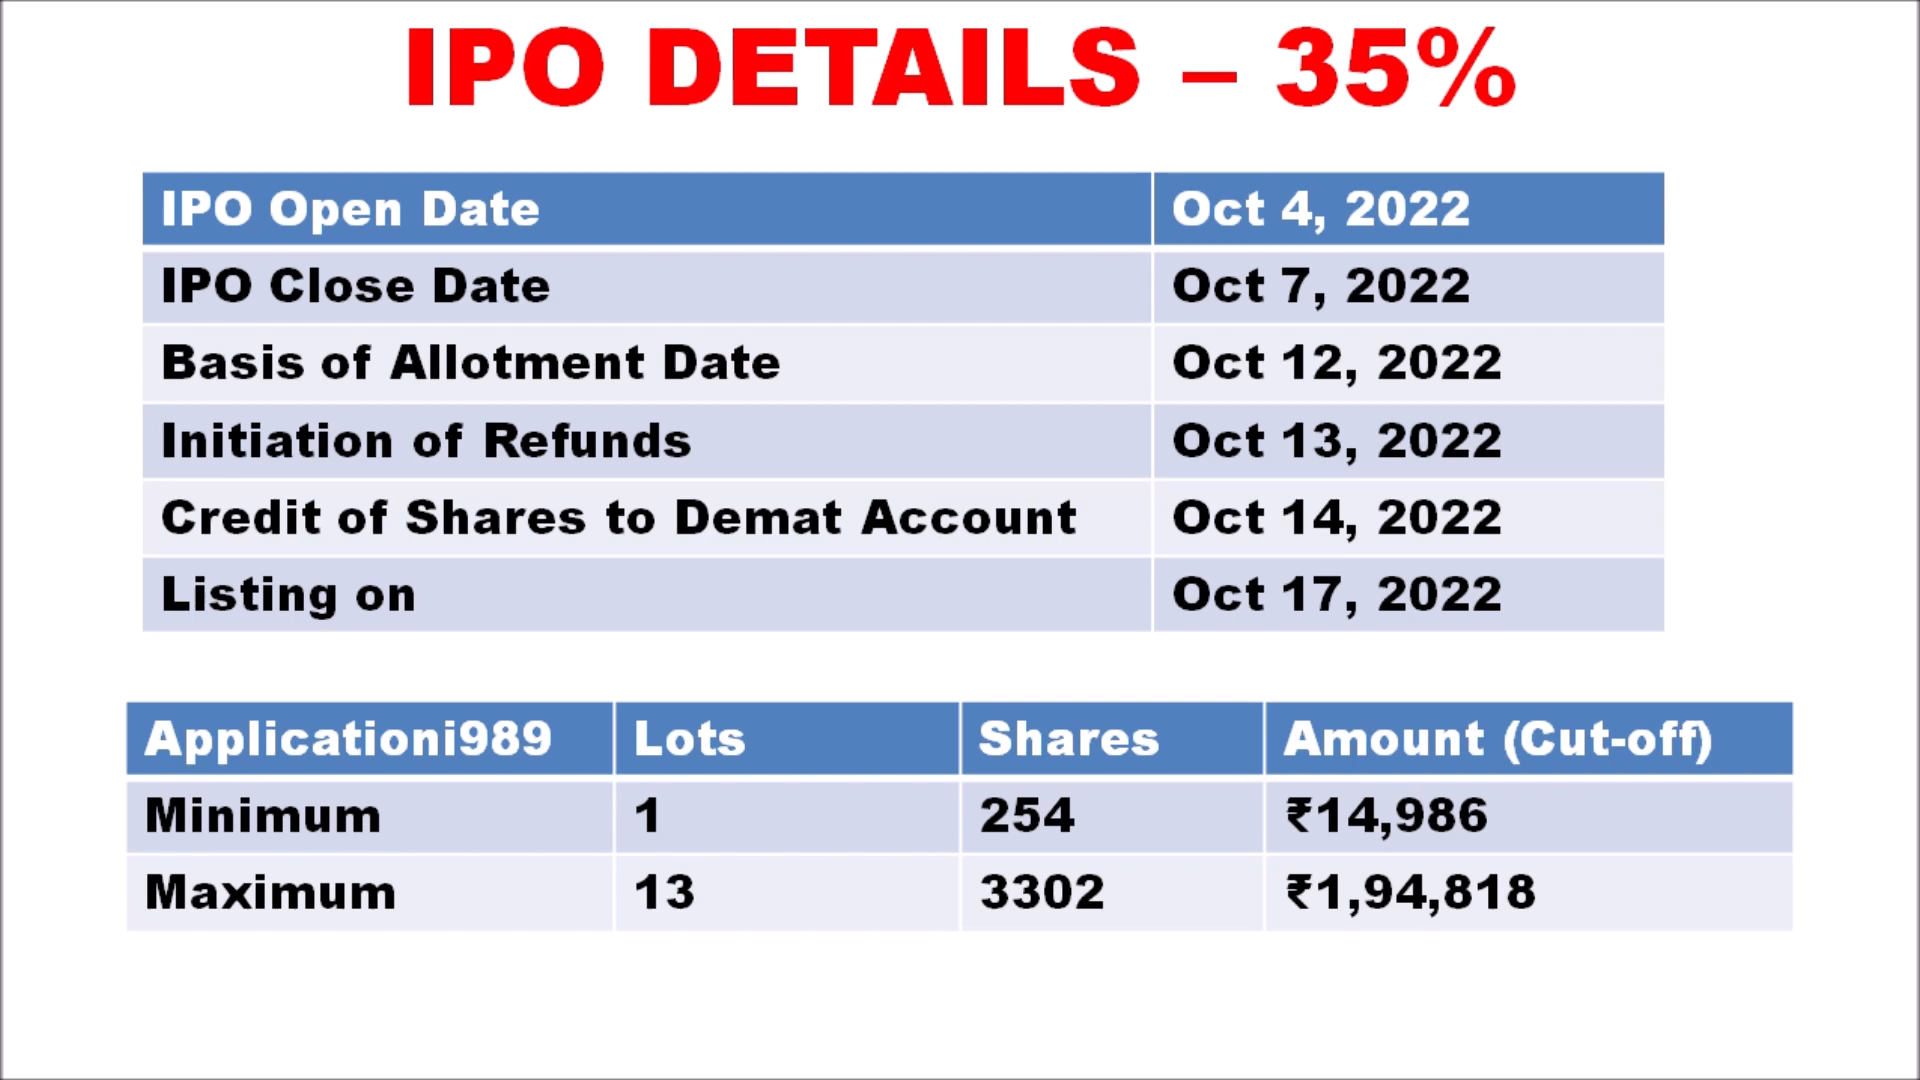 IPO DETAILS – 35%
IPO Open Date Oct 4, 2022
IPO Close Date Oct 7, 2022
Basis of Allotment Date Oct 12, 2022
Initiation of Refunds Oct 13, 2022
Credit of Shares to Demat Account Oct 14, 2022
Listing on Oct 17, 2022
Applicationi989 Lots Shares Amount (Cut-off)
Minimum 1 254 ₹14,986
Maximum 13 3302 ₹1,94,818